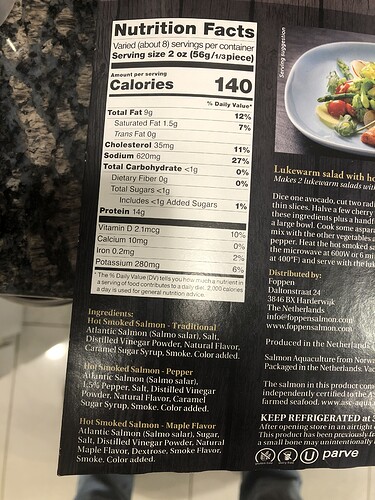 Nutrition Facts
Varied (about 8) servings per container
Serving size 2 oz (56g/1/3piece)
Amount per serving
Calories 140
% Daily Value*
Total Fat 9g 12%
Saturated Fat 1.5g 7%
Trans Fat 0g
Cholesterol 35mg 11%
Sodium 620mg 27%
Total Carbohydrate <1g 0%
Dietary Fiber 0g 0%
Total Sugars <1g
Includes <1g Added Sugars 1%
Protein 14g
Vitamin D 2.1mcg 10%
Calcium 10mg 0%
Iron 0.2mg 2%
Potassium 280mg 6%
*The % Daily Value (DV) tells you how much a nutrient in
a serving of food contributes to a daily diet. 2,000 calories
a day is used for general nutrition advice.
Ingredients:
Hot Smoked Salmon - Traditional
Atlantic Salmon (Salmo salar), Salt,
Distilled Vinegar Powder, Natural Flavor,
Caramel Sugar Syrup, Smoke. Color added.
Hot Smoked Salmon - Pepper
Atlantic Salmon (Salmo salar),
1,5% Pepper, Salt, Distilled Vinegar
Powder, Natural Flavor, Caramel
Sugar Syrup, Smoke. Color added.
Hot Smoked Salmon - Maple Flavor
Atlantic Salmon (Salmo salar), Sugar,
Salt, Distilled Vinegar Powder, Natural
Maple Flavor, Dextrose, Smoke Flavor,
Smoke. Color added.
Serving suggestion
Lukewarm salad with ho
Makes 2 lukewarm salads wit
Dice one avocado, cut two radi
thin slices. Halve a few cherry
these ingredients plus a handf
a large bowl. Cook some aspara
mix with the other vegetables a
pepper. Heat the hot smoked sa
the microwave at 600W or 6 mi
at 400°F) and serve with the lu
Distributed by:
Foppen
Daltonstraat 24
3846 BX Harderwijk
The Netherlands
info@foppensalmon.com
www.foppensalmon.com
Produced in the Netherlands
Salmon Aquaculture from Norwa
Packaged in the Netherlands. Vac
The salmon in this product com
independently certified to the AS
farmed seafood. www.asc-aqua
KEEP REFRIGERATED at 3
After opening store in an airtight
This product has been previously fr
a small bone may unintentionally
U parve